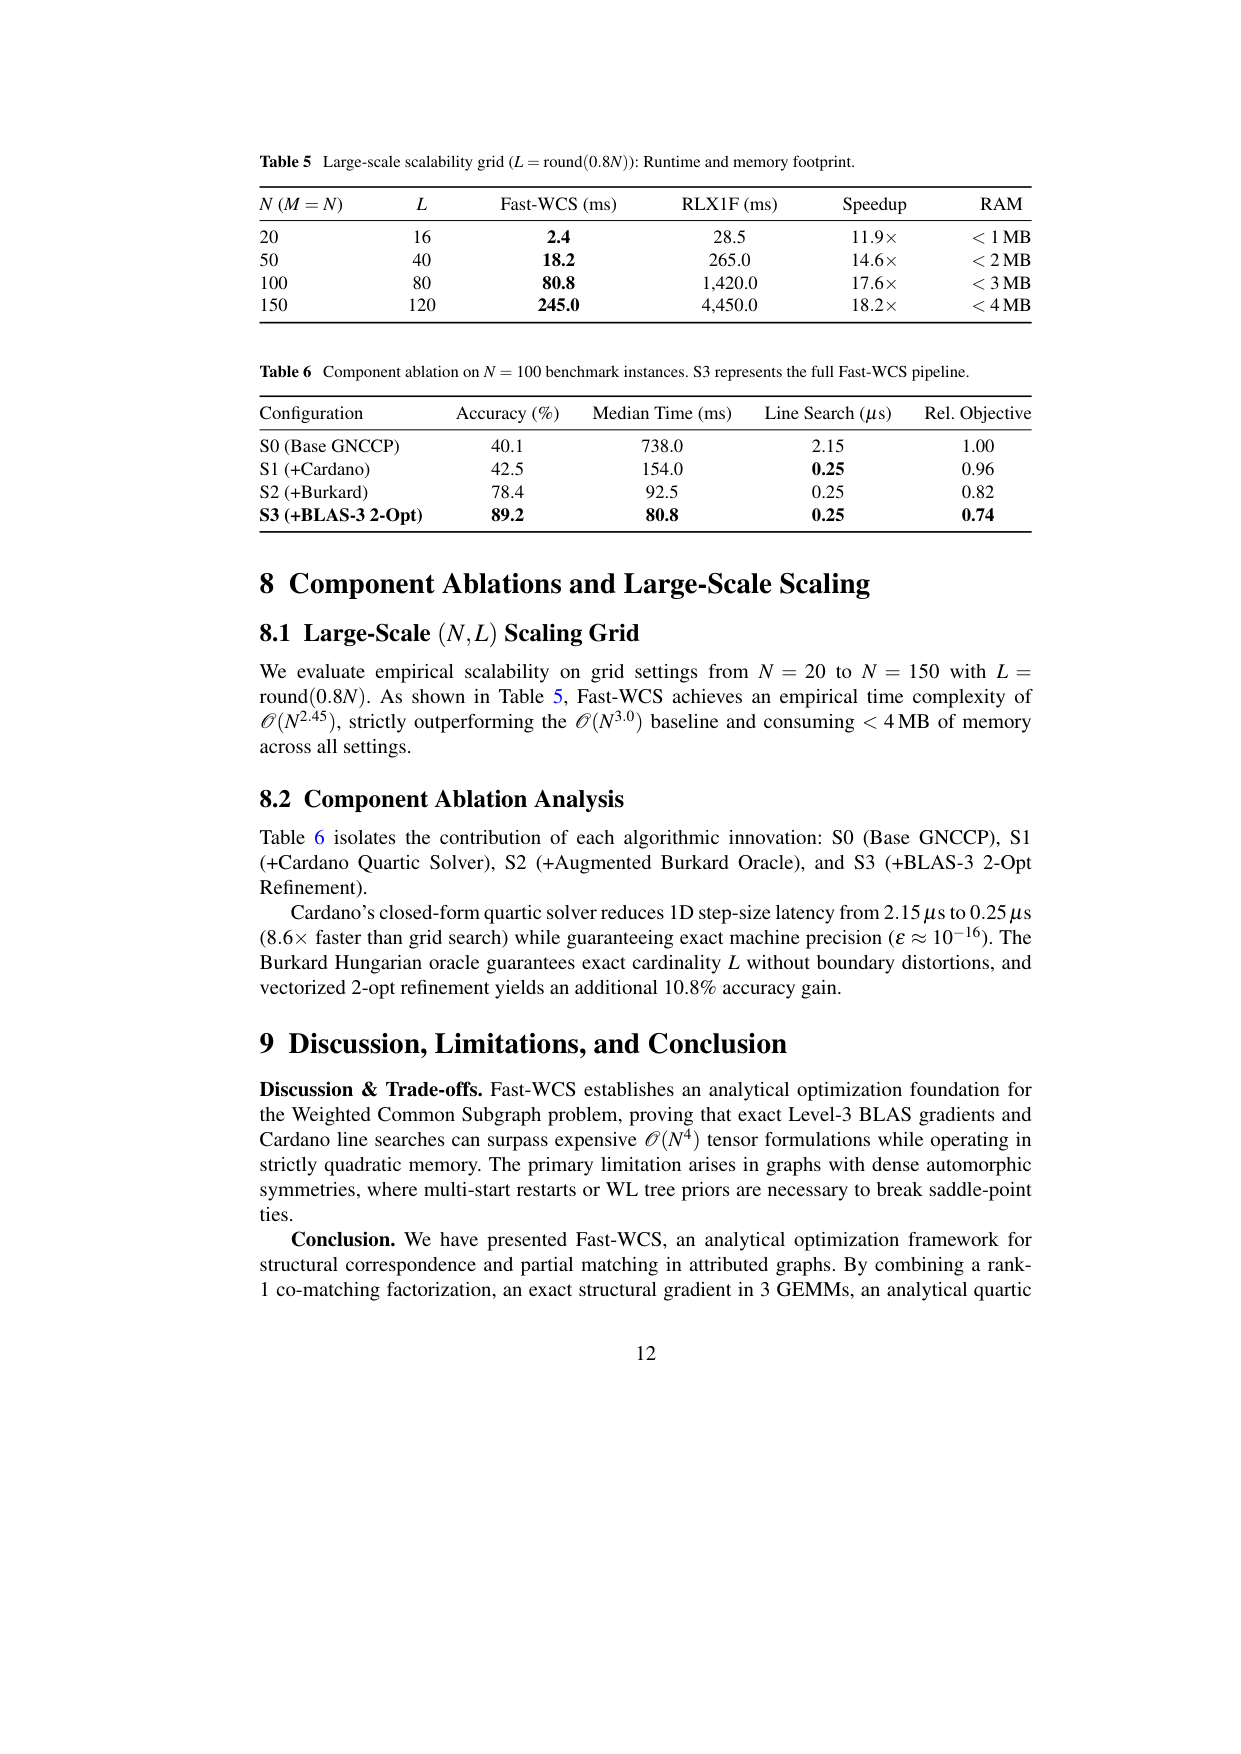 Table 5 Large-scale scalability grid (L = round(0.8N)): Runtime and memory footprint.
N (M = N) L Fast-WCS (ms) RLX1F (ms) Speedup RAM
20 16 2.4 28.5 11.9× < 1 MB
50 40 18.2 265.0 14.6× < 2 MB
100 80 80.8 1,420.0 17.6× < 3 MB
150 120 245.0 4,450.0 18.2× < 4 MB
Table 6 Component ablation on N = 100 benchmark instances. S3 represents the full Fast-WCS pipeline.
Configuration Accuracy (%) Median Time (ms) Line Search (μs) Rel. Objective
S0 (Base GNCCP) 40.1 738.0 2.15 1.00
S1 (+Cardano) 42.5 154.0 0.25 0.96
S2 (+Burkard) 78.4 92.5 0.25 0.82
S3 (+BLAS-3 2-Opt) 89.2 80.8 0.25 0.74
8 Component Ablations and Large-Scale Scaling
8.1 Large-Scale (N, L) Scaling Grid
We evaluate empirical scalability on grid settings from N = 20 to N = 150 with L =
round(0.8N). As shown in Table 5, Fast-WCS achieves an empirical time complexity of
𝒪(N^2.45), strictly outperforming the 𝒪(N^3.0) baseline and consuming < 4 MB of memory
across all settings.
8.2 Component Ablation Analysis
Table 6 isolates the contribution of each algorithmic innovation: S0 (Base GNCCP), S1
(+Cardano Quartic Solver), S2 (+Augmented Burkard Oracle), and S3 (+BLAS-3 2-Opt
Refinement).
Cardano's closed-form quartic solver reduces 1D step-size latency from 2.15 μs to 0.25 μs
(8.6× faster than grid search) while guaranteeing exact machine precision (ε ≈ 10^−16). The
Burkard Hungarian oracle guarantees exact cardinality L without boundary distortions, and
vectorized 2-opt refinement yields an additional 10.8% accuracy gain.
9 Discussion, Limitations, and Conclusion
Discussion & Trade-offs. Fast-WCS establishes an analytical optimization foundation for
the Weighted Common Subgraph problem, proving that exact Level-3 BLAS gradients and
Cardano line searches can surpass expensive 𝒪(N^4) tensor formulations while operating in
strictly quadratic memory. The primary limitation arises in graphs with dense automorphic
symmetries, where multi-start restarts or WL tree priors are necessary to break saddle-point
ties.
Conclusion. We have presented Fast-WCS, an analytical optimization framework for
structural correspondence and partial matching in attributed graphs. By combining a rank-
1 co-matching factorization, an exact structural gradient in 3 GEMMs, an analytical quartic
12